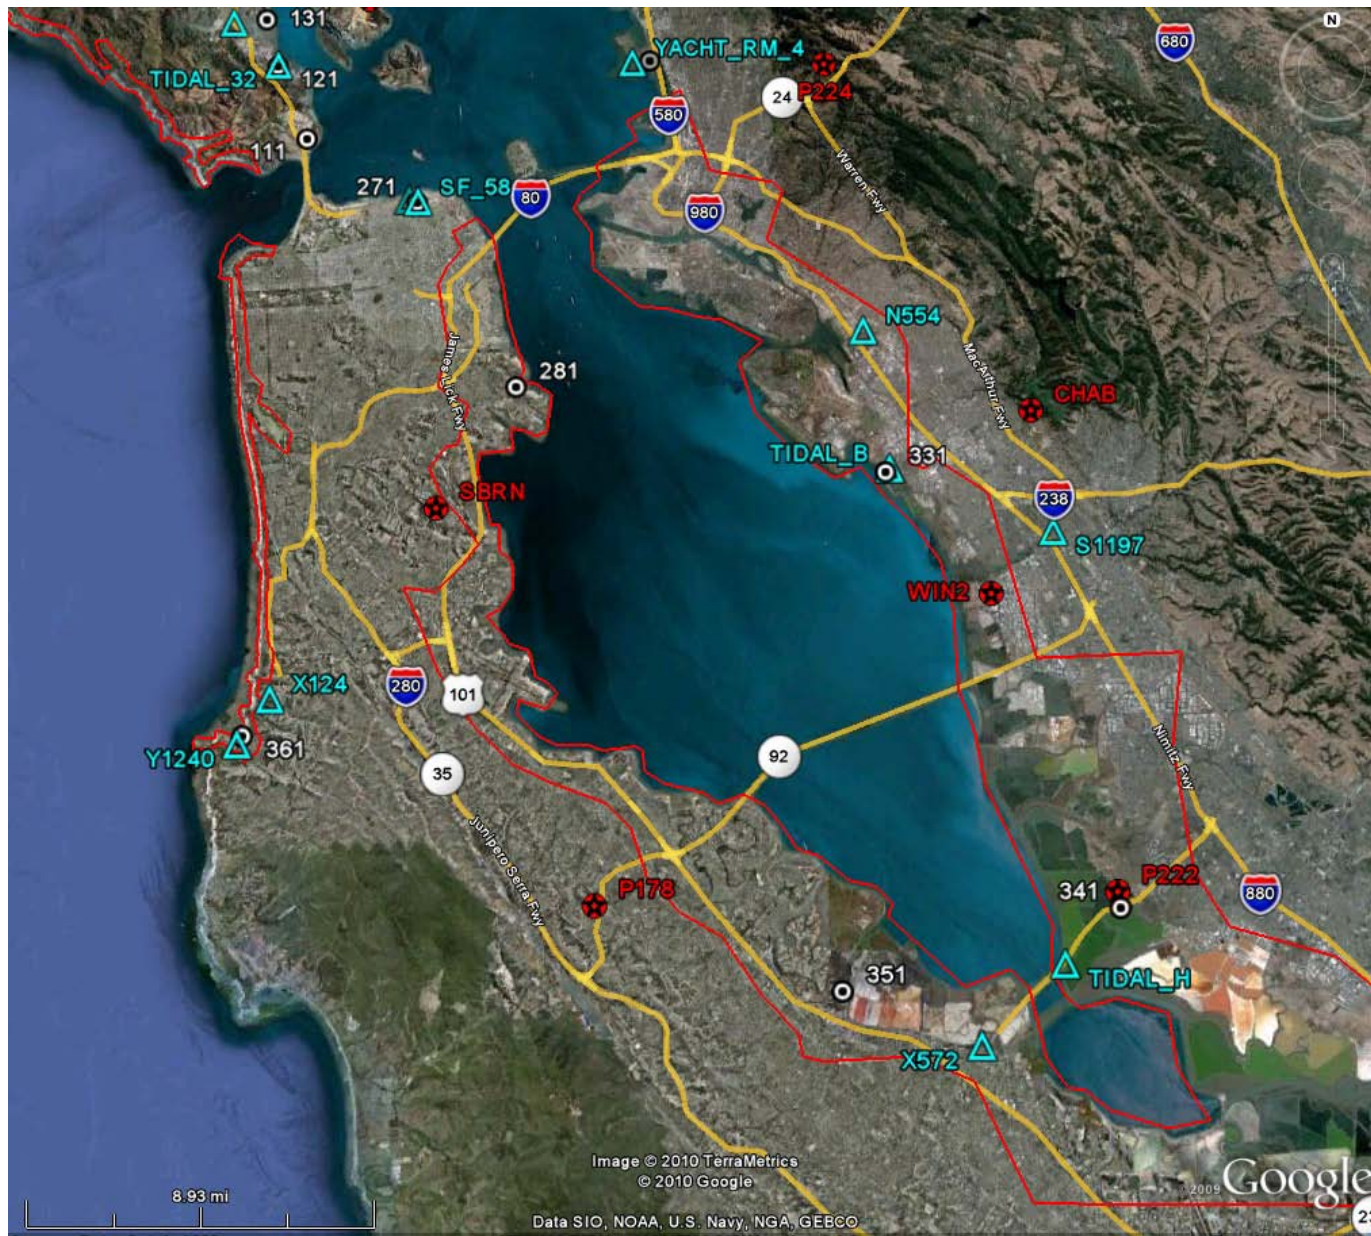 131
N
680
YACHT_RM_4
TIDAL_32
121
P224
24
580
111
Warren Fwy
271
SF_58
80
980
N554
James Lick Fwy
MacArthur Fwy
281
CHAB
TIDAL_B
331
SBRN
238
S1197
WIN2
X124
280
101
Y1240
361
92
35
Nimitz Fwy
Junipero Serra Fwy
P178
P222
341
880
351
TIDAL_H
X572
Image © 2010 TerraMetrics
© 2010 Google
8.93 mi
2009
Google
Data SIO, NOAA, U.S. Navy, NGA, GEBCO